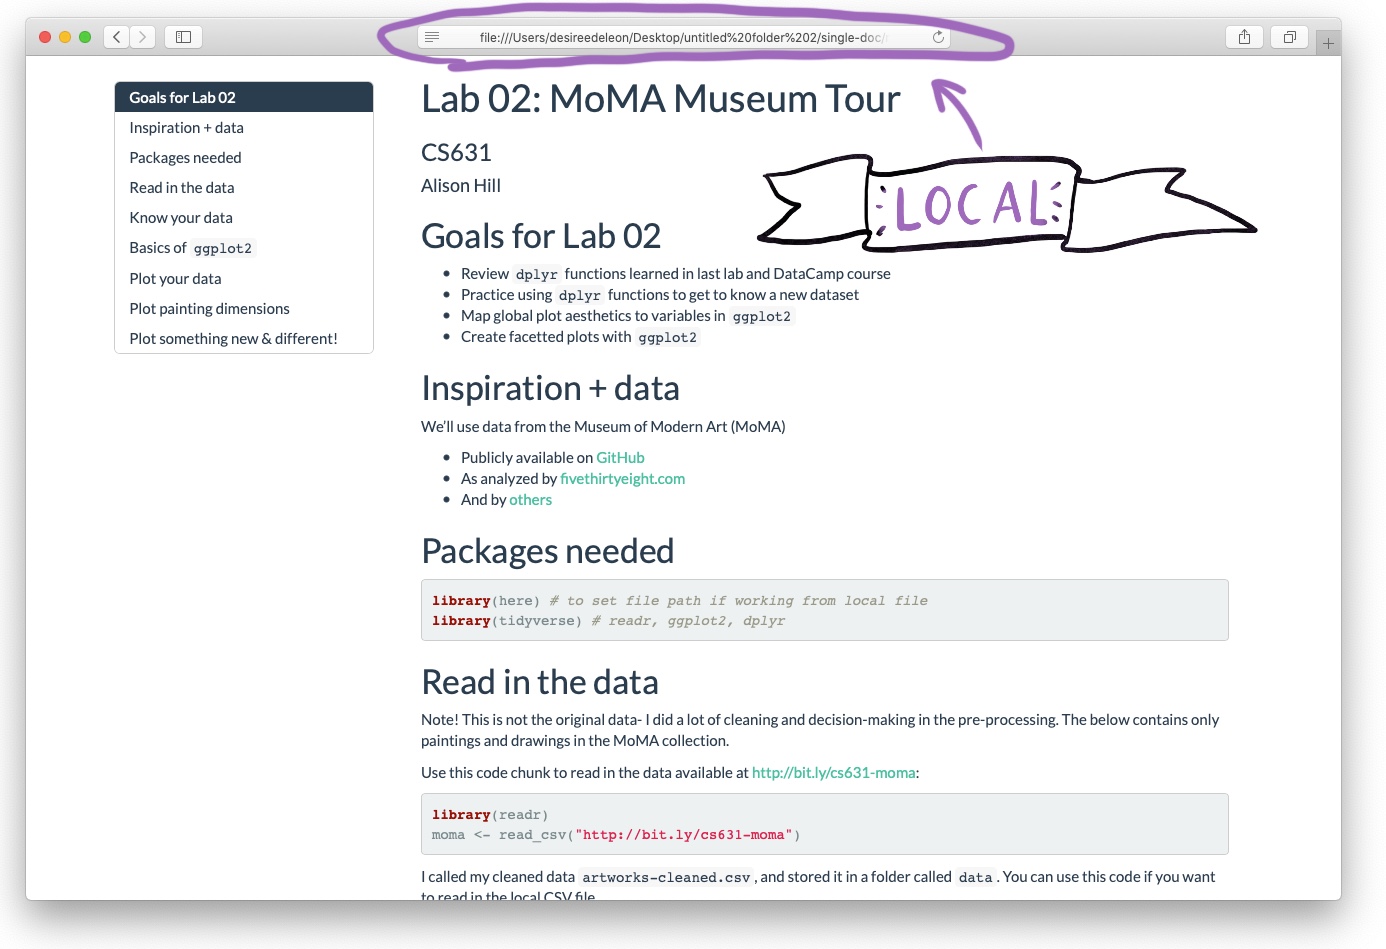 file:///Users/desireedeleon/Desktop/untitled%20folder%202/single-doc/
Goals for Lab 02
Inspiration + data
Packages needed
Read in the data
Know your data
Basics of ggplot2
Plot your data
Plot painting dimensions
Plot something new & different!
Lab 02: MoMA Museum Tour
CS631
Alison Hill
LOCAL
Goals for Lab 02
Review dplyr functions learned in last lab and DataCamp course
Practice using dplyr functions to get to know a new dataset
Map global plot aesthetics to variables in ggplot2
Create facetted plots with ggplot2
Inspiration + data
We'll use data from the Museum of Modern Art (MoMA)
Publicly available on GitHub
As analyzed by fivethirtyeight.com
And by others
Packages needed
library(here) # to set file path if working from local file
library(tidyverse) # readr, ggplot2, dplyr
Read in the data
Note! This is not the original data- I did a lot of cleaning and decision-making in the pre-processing. The below contains only
paintings and drawings in the MoMA collection.
Use this code chunk to read in the data available at http://bit.ly/cs631-moma:
library(readr)
moma <- read_csv("http://bit.ly/cs631-moma")
I called my cleaned data artworks-cleaned.csv, and stored it in a folder called data. You can use this code if you want
to read in the local CSV file